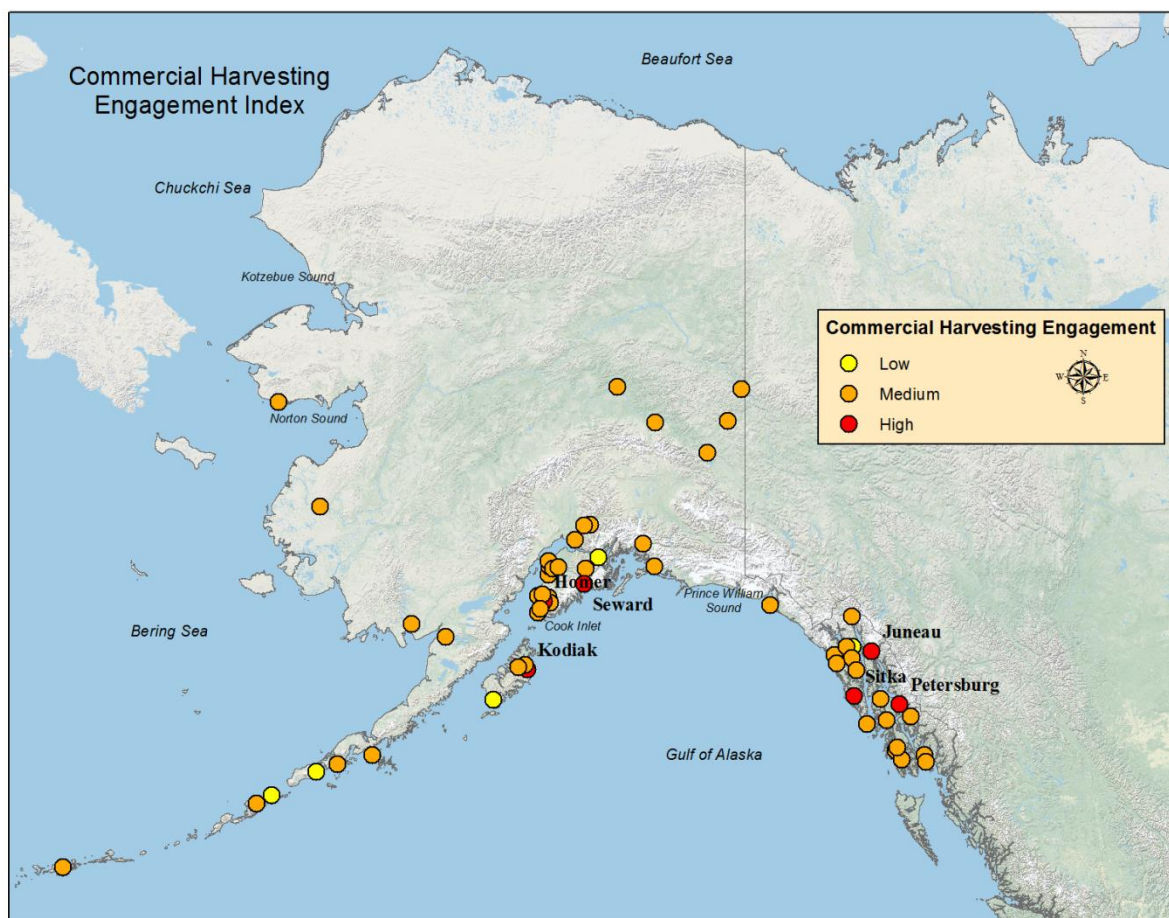 Commercial Harvesting
Engagement Index
Beaufort Sea
Chuckchi Sea
Kotzebue Sound
Commercial Harvesting Engagement
Low
Medium
High
N
W E
S
Norton Sound
Homer
Seward
Prince William
Sound
Cook Inlet
Bering Sea
Kodiak
Juneau
Sitka
Petersburg
Gulf of Alaska